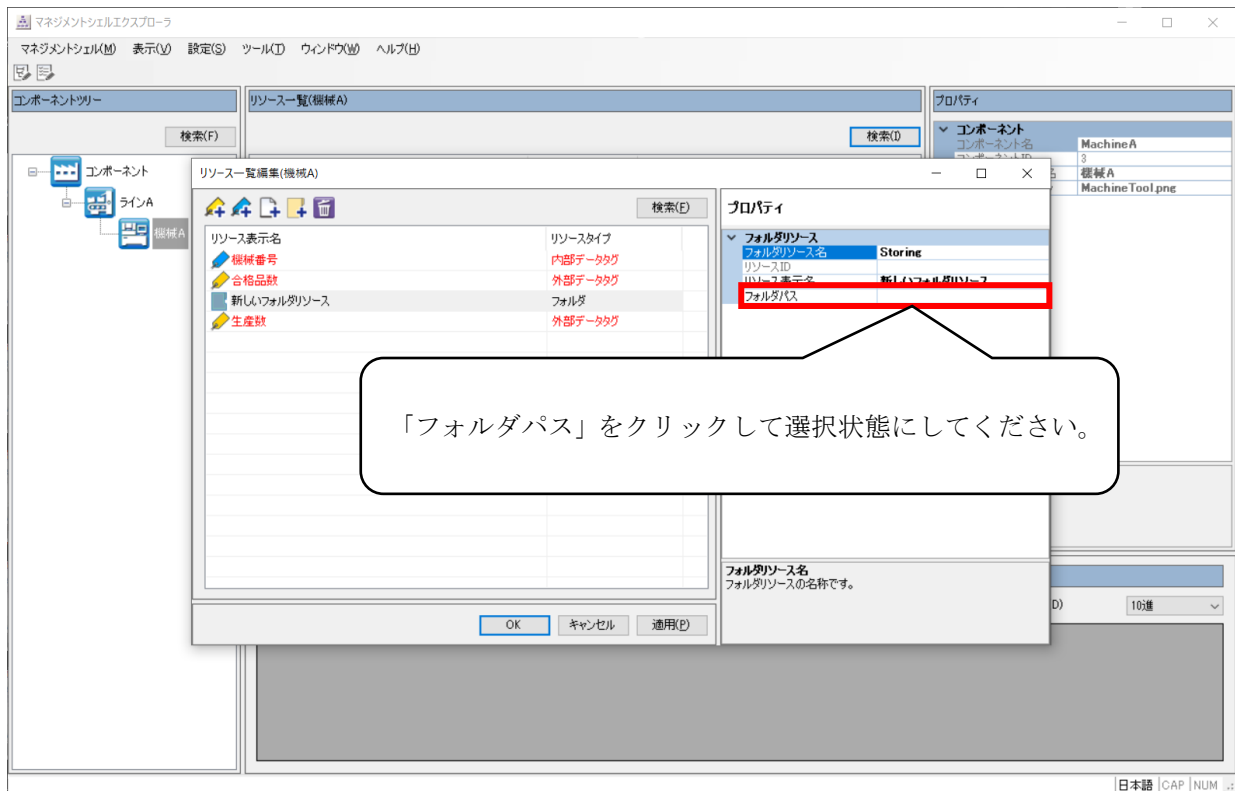 マネジメントシェルエクスプローラ
マネジメントシェル(M) 表示(V) 設定(S) ツール(T) ウィンドウ(W) ヘルプ(H)
コンポーネントツリー
検索(F)
コンポーネント
ラインA
機械A
リソース一覧(機械A)
検索(I)
プロパティ
コンポーネント
コンポーネント名 MachineA
3
機械A
MachineTool.png
リソース一覧編集(機械A)
検索(E)
リソース表示名 リソースタイプ
機械番号 内部データタグ
合格品数 外部データタグ
新しいフォルダリソース フォルダ
生産数 外部データタグ
プロパティ
フォルダリソース
フォルダリソース名 Storing
リソースID
リソース表示名 新しいフォルダリソース
フォルダパス
「フォルダパス」をクリックして選択状態にしてください。
フォルダリソース名
フォルダリソースの名称です。
OK キャンセル 適用(P)
D) 10進
日本語 CAP NUM